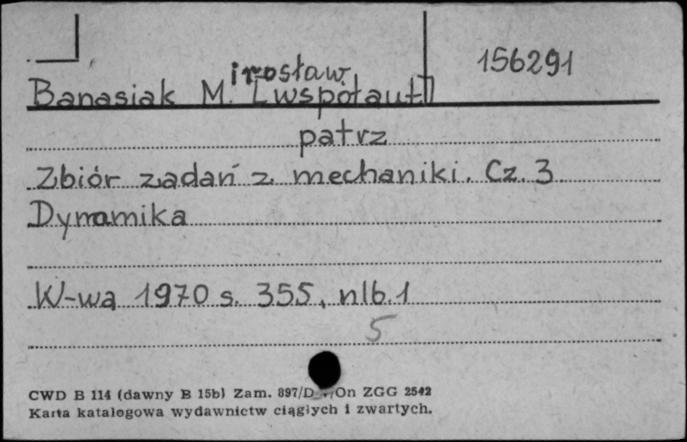 156291
Banasiak M. irosław [współaut]
patrz
Zbiór zadań z mechaniki. Cz. 3
Dynamika
W-wa 1970 s. 355, nlb. 1
5
CWD B 114 (dawny B 15b) Zam. 897/D On ZGG 2542
Karta katalogowa wydawnictw ciągłych i zwartych.